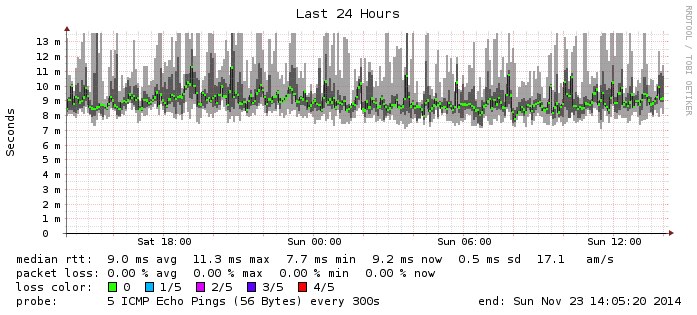 Last 24 Hours
RRDTOOL / TOBI OETIKER
Seconds
13 m
12 m
11 m
10 m
9 m
8 m
7 m
6 m
5 m
4 m
3 m
2 m
1 m
0
Sat 18:00 Sun 00:00 Sun 06:00 Sun 12:00
median rtt: 9.0 ms avg 11.3 ms max 7.7 ms min 9.2 ms now 0.5 ms sd 17.1 am/s
packet loss: 0.00 % avg 0.00 % max 0.00 % min 0.00 % now
loss color: 0 1/5 2/5 3/5 4/5
probe: 5 ICMP Echo Pings (56 Bytes) every 300s end: Sun Nov 23 14:05:20 2014